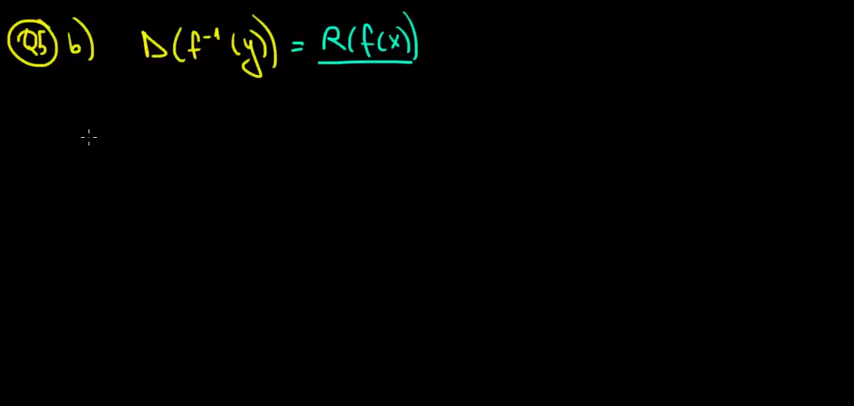 Q5 b) D(f⁻¹(y)) = R(f(x))